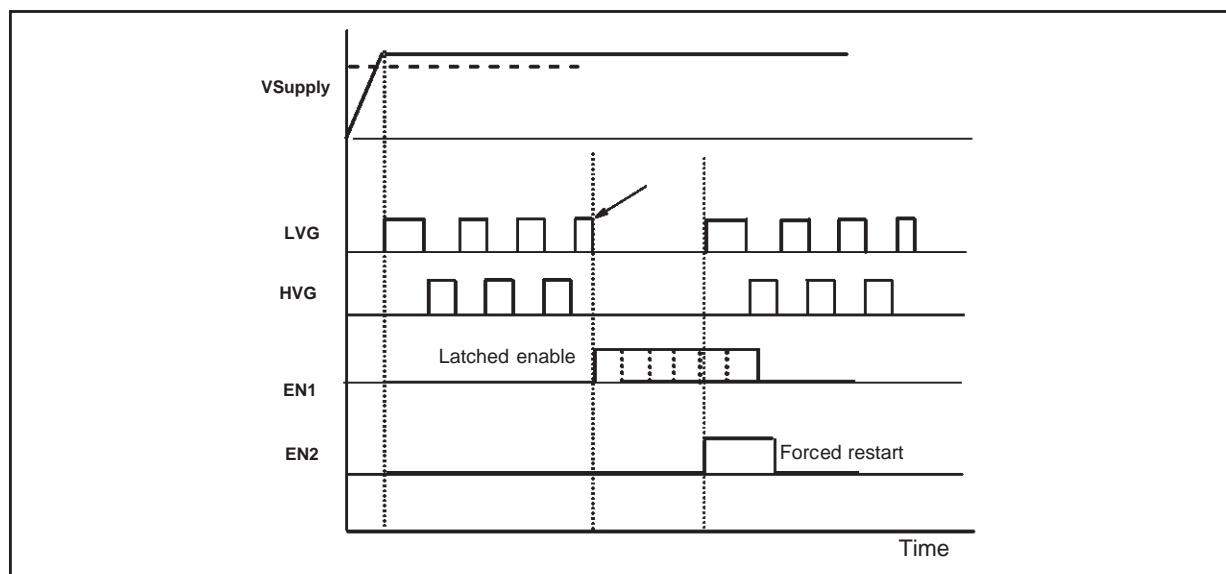 VSupply
LVG
HVG
Latched enable
EN1
EN2
Forced restart
Time